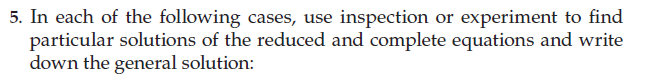 5. In each of the following cases, use inspection or experiment to find
particular solutions of the reduced and complete equations and write
down the general solution: